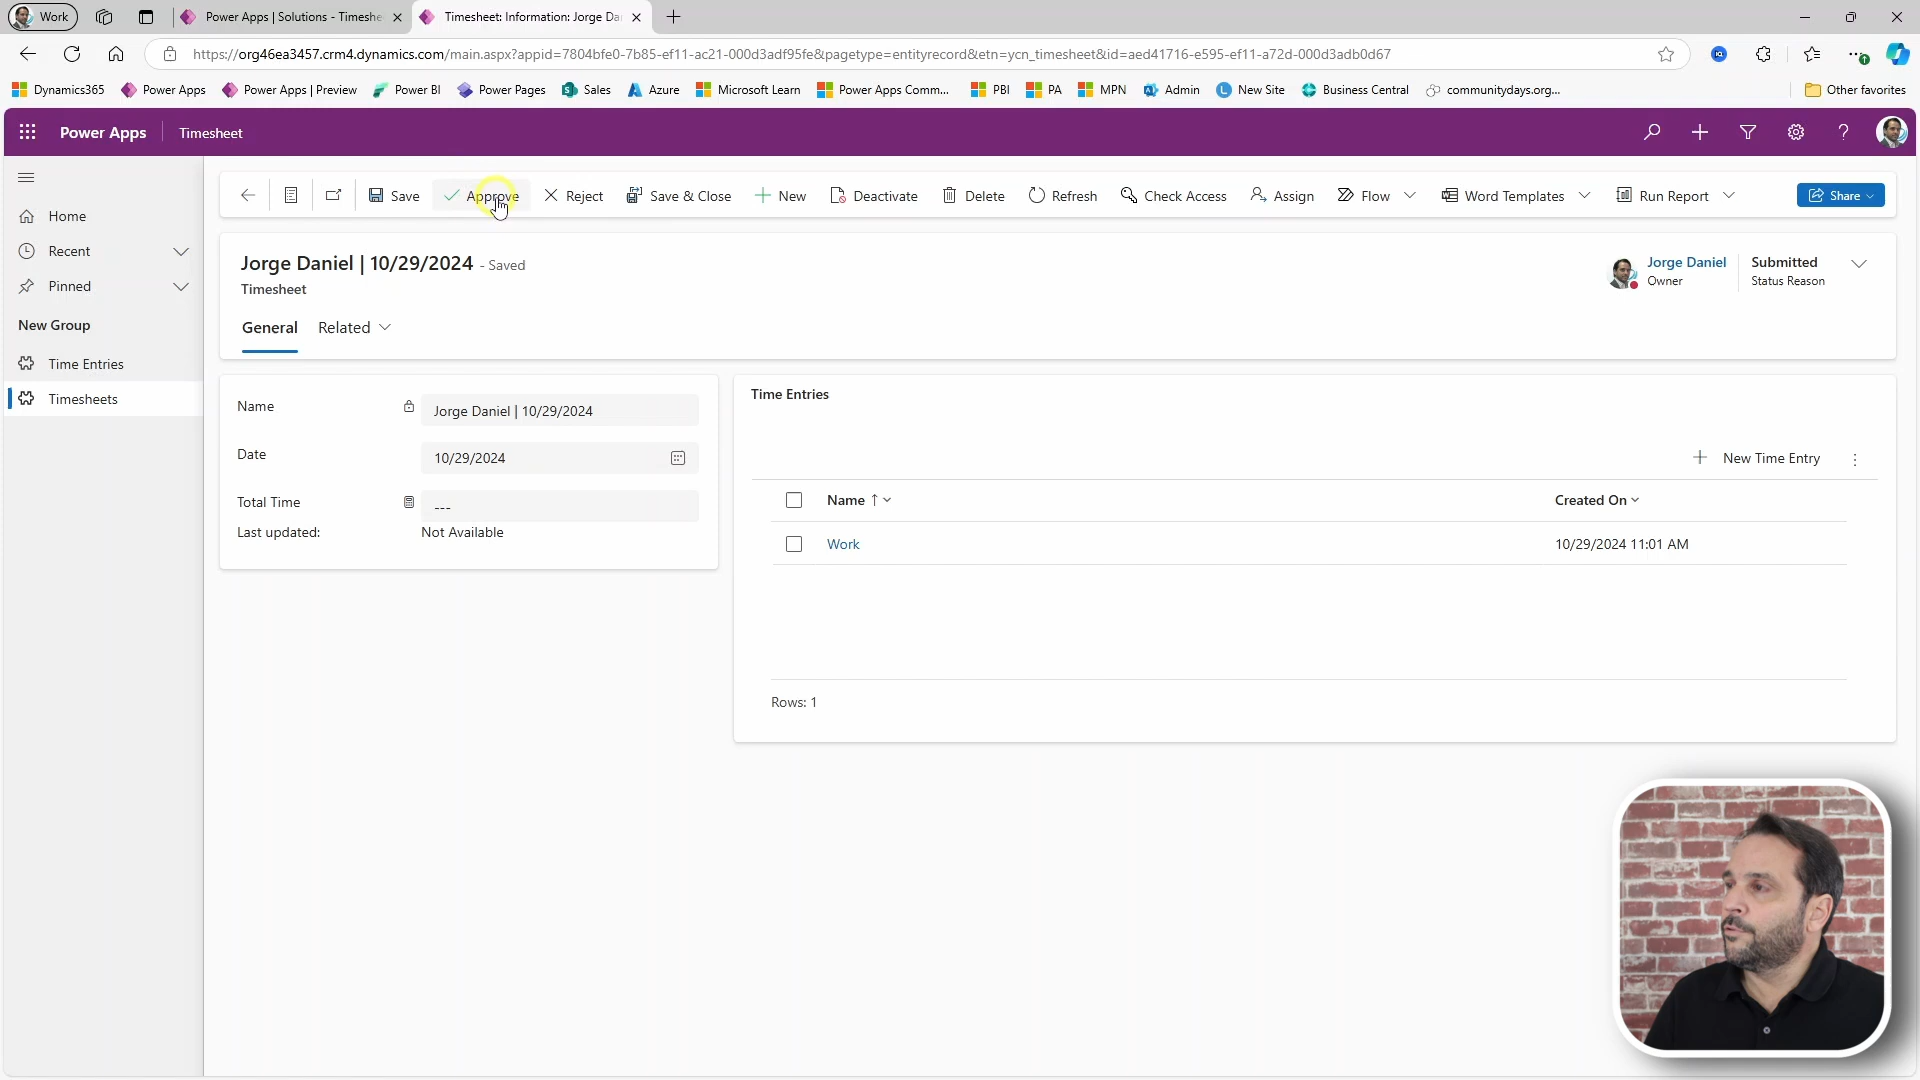 Work
Power Apps | Solutions - Timeshe
Timesheet: Information: Jorge Da
https://org46ea3457.crm4.dynamics.com/main.aspx?appid=7804bfe0-7b85-ef11-ac21-000d3adf95fe&pagetype=entityrecord&etn=ycn_timesheet&id=aed41716-e595-ef11-a72d-000d3adb0d67
Dynamics365 Power Apps Power Apps | Preview Power BI Power Pages Sales Azure Microsoft Learn Power Apps Comm... PBI PA MPN Admin New Site Business Central communitydays.org... Other favorites
Power Apps Timesheet
Save Approve Reject Save & Close New Deactivate Delete Refresh Check Access Assign Flow Word Templates Run Report Share
Home
Recent
Pinned
New Group
Time Entries
Timesheets
Jorge Daniel | 10/29/2024 - Saved
Timesheet
Jorge Daniel
Owner
Submitted
Status Reason
General Related
Name Jorge Daniel | 10/29/2024
Date 10/29/2024
Total Time ---
Last updated: Not Available
Time Entries
New Time Entry
Name Created On
Work 10/29/2024 11:01 AM
Rows: 1